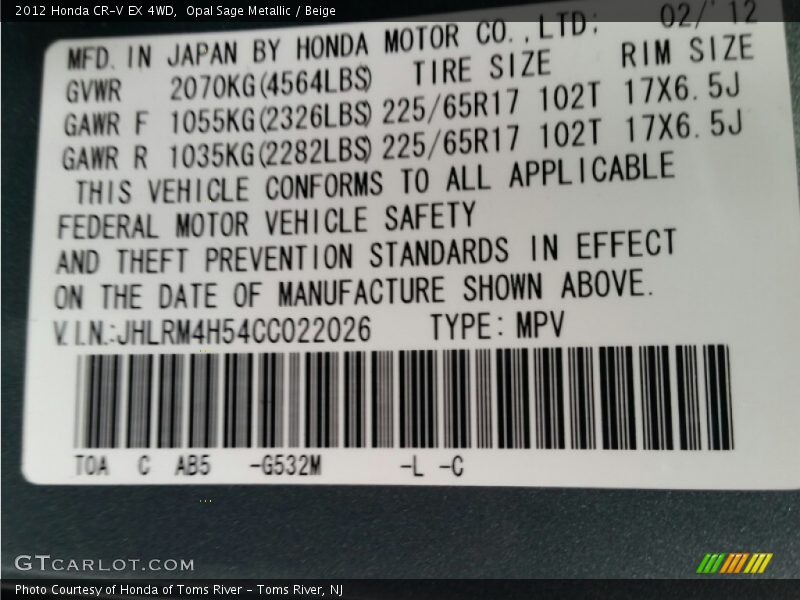 2012 Honda CR-V EX 4WD, Opal Sage Metallic / Beige
MFD. IN JAPAN BY HONDA MOTOR CO.,LTD; 02/'12
GVWR 2070KG(4564LBS) TIRE SIZE RIM SIZE
GAWR F 1055KG(2326LBS) 225/65R17 102T 17X6.5J
GAWR R 1035KG(2282LBS) 225/65R17 102T 17X6.5J
THIS VEHICLE CONFORMS TO ALL APPLICABLE
FEDERAL MOTOR VEHICLE SAFETY
AND THEFT PREVENTION STANDARDS IN EFFECT
ON THE DATE OF MANUFACTURE SHOWN ABOVE.
V.I.N.:JHLRM4H54CC022026 TYPE: MPV
TOA C AB5 -G532M -L -C
GTCARLOT.COM
Photo Courtesy of Honda of Toms River - Toms River, NJ